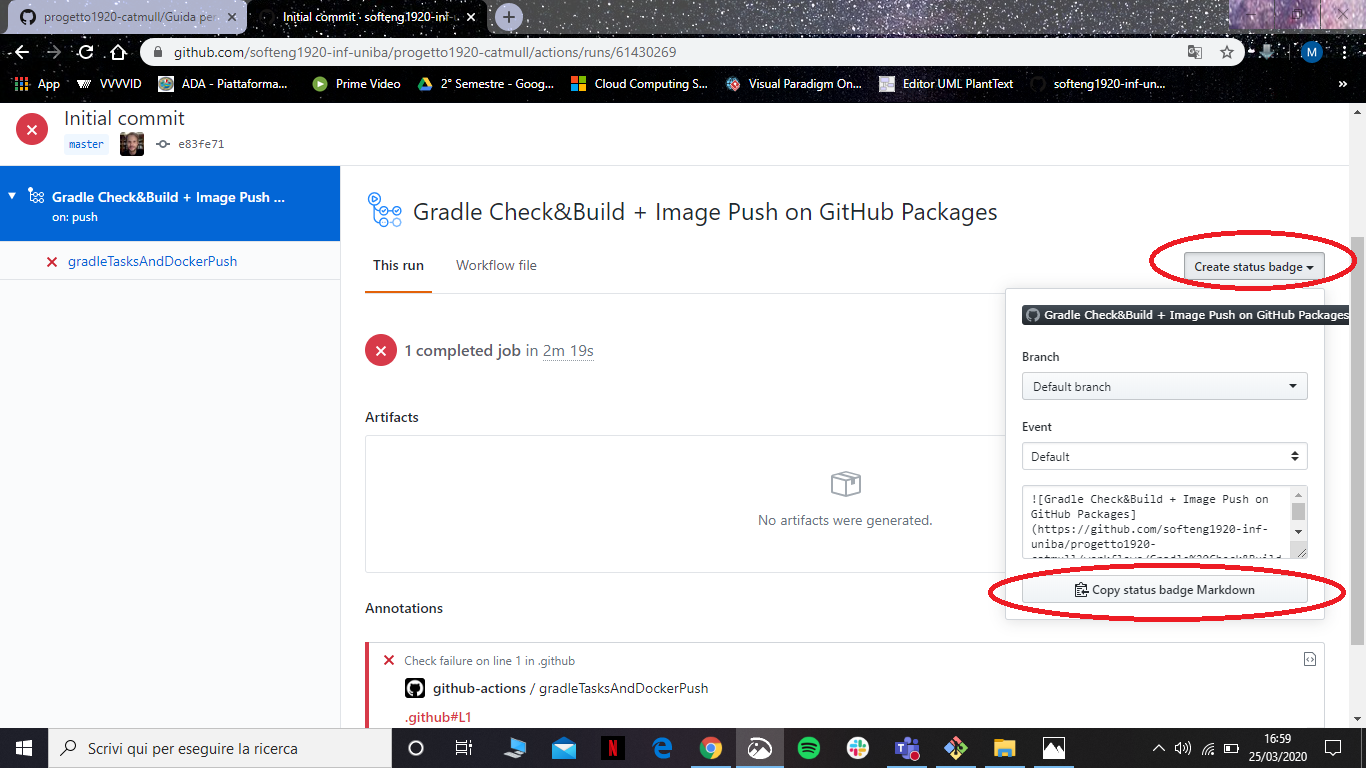 progetto1920-catmull/Guida per
Initial commit · softeng1920-inf-
github.com/softeng1920-inf-uniba/progetto1920-catmull/actions/runs/61430269
M
App
VVVVID
ADA - Piattaforma...
Prime Video
2° Semestre - Goog...
Cloud Computing S...
Visual Paradigm On...
Editor UML PlantText
softeng1920-inf-un...
»
Initial commit
master
e83fe71
Gradle Check&Build + Image Push ...
on: push
gradleTasksAndDockerPush
Gradle Check&Build + Image Push on GitHub Packages
This run
Workflow file
Create status badge
Gradle Check&Build + Image Push on GitHub Packages
1 completed job in 2m 19s
Branch
Default branch
Artifacts
Event
Default
![Gradle Check&Build + Image Push on
GitHub Packages]
(https://github.com/softeng1920-inf-
uniba/progetto1920-
catmull/workflows/Gradle%20Check&Build
No artifacts were generated.
Copy status badge Markdown
Annotations
Check failure on line 1 in .github
github-actions / gradleTasksAndDockerPush
.github#L1
Scrivi qui per eseguire la ricerca
16:59
25/03/2020